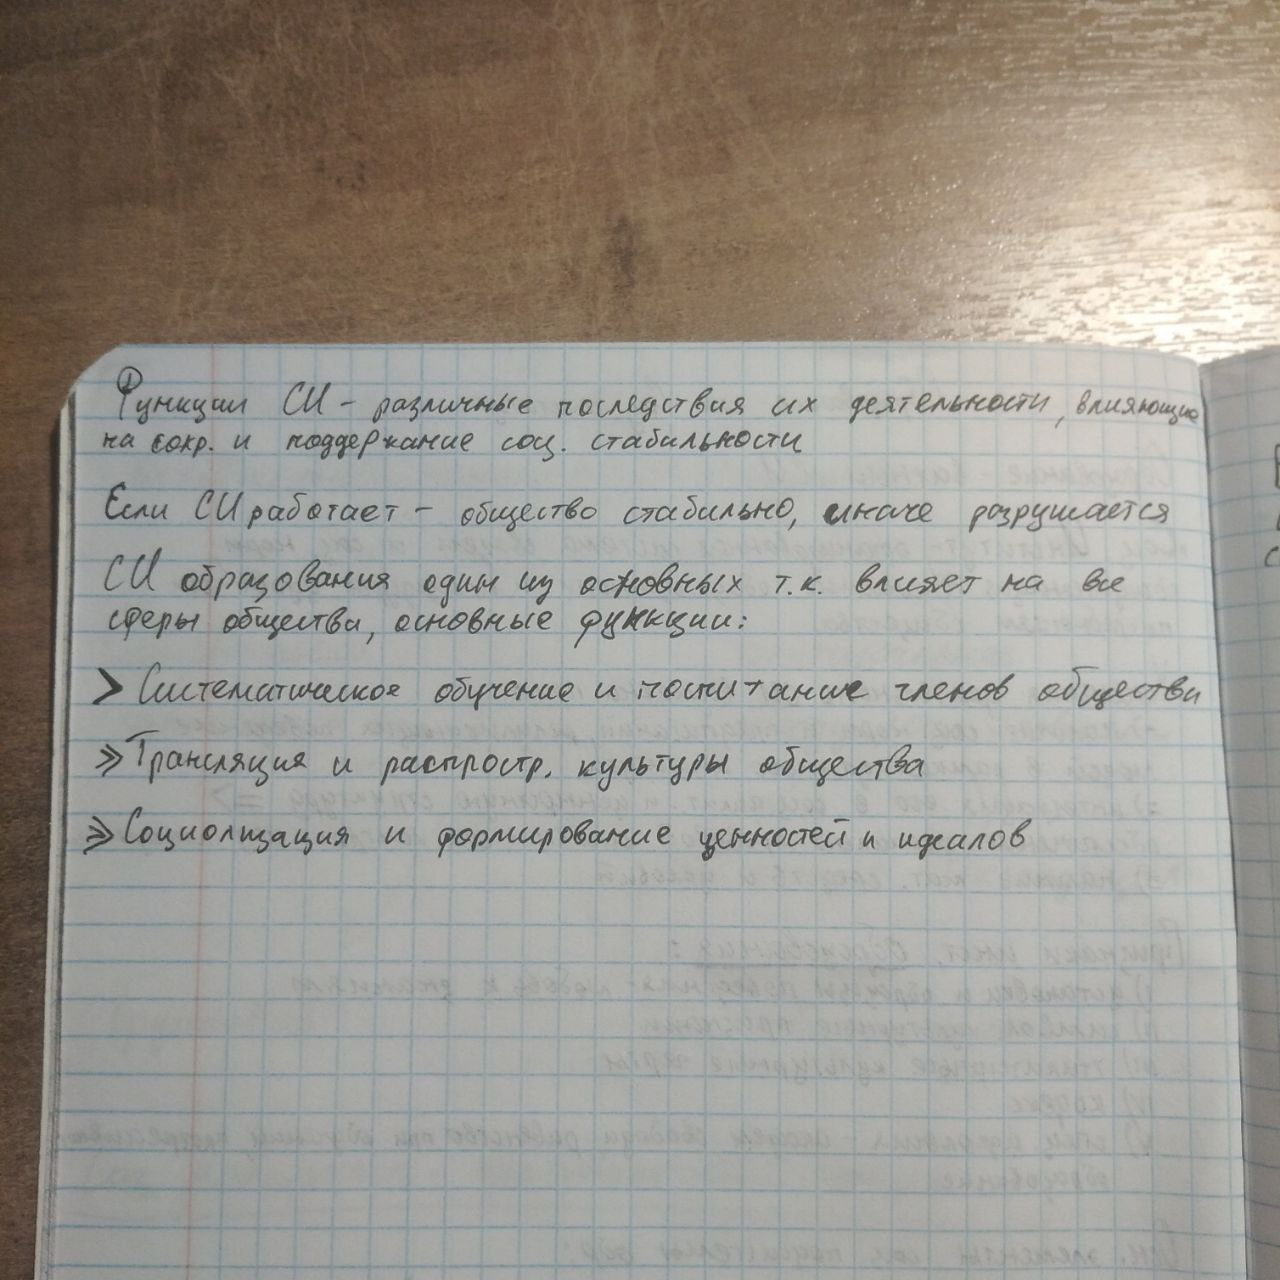 Функции СИ - различные последствия их деятельности, влияющие
на сохр. и поддержание соц. стабильности
Если СИ работает - общество стабильно, иначе разрушается
СИ образования один из основных т.к. влияет на все
сферы общества, основные функции:
> Систематическое обучение и воспитание членов общества
>> Трансляция и распростр. культуры общества
>> Социолизация и формирование ценностей и идеалов